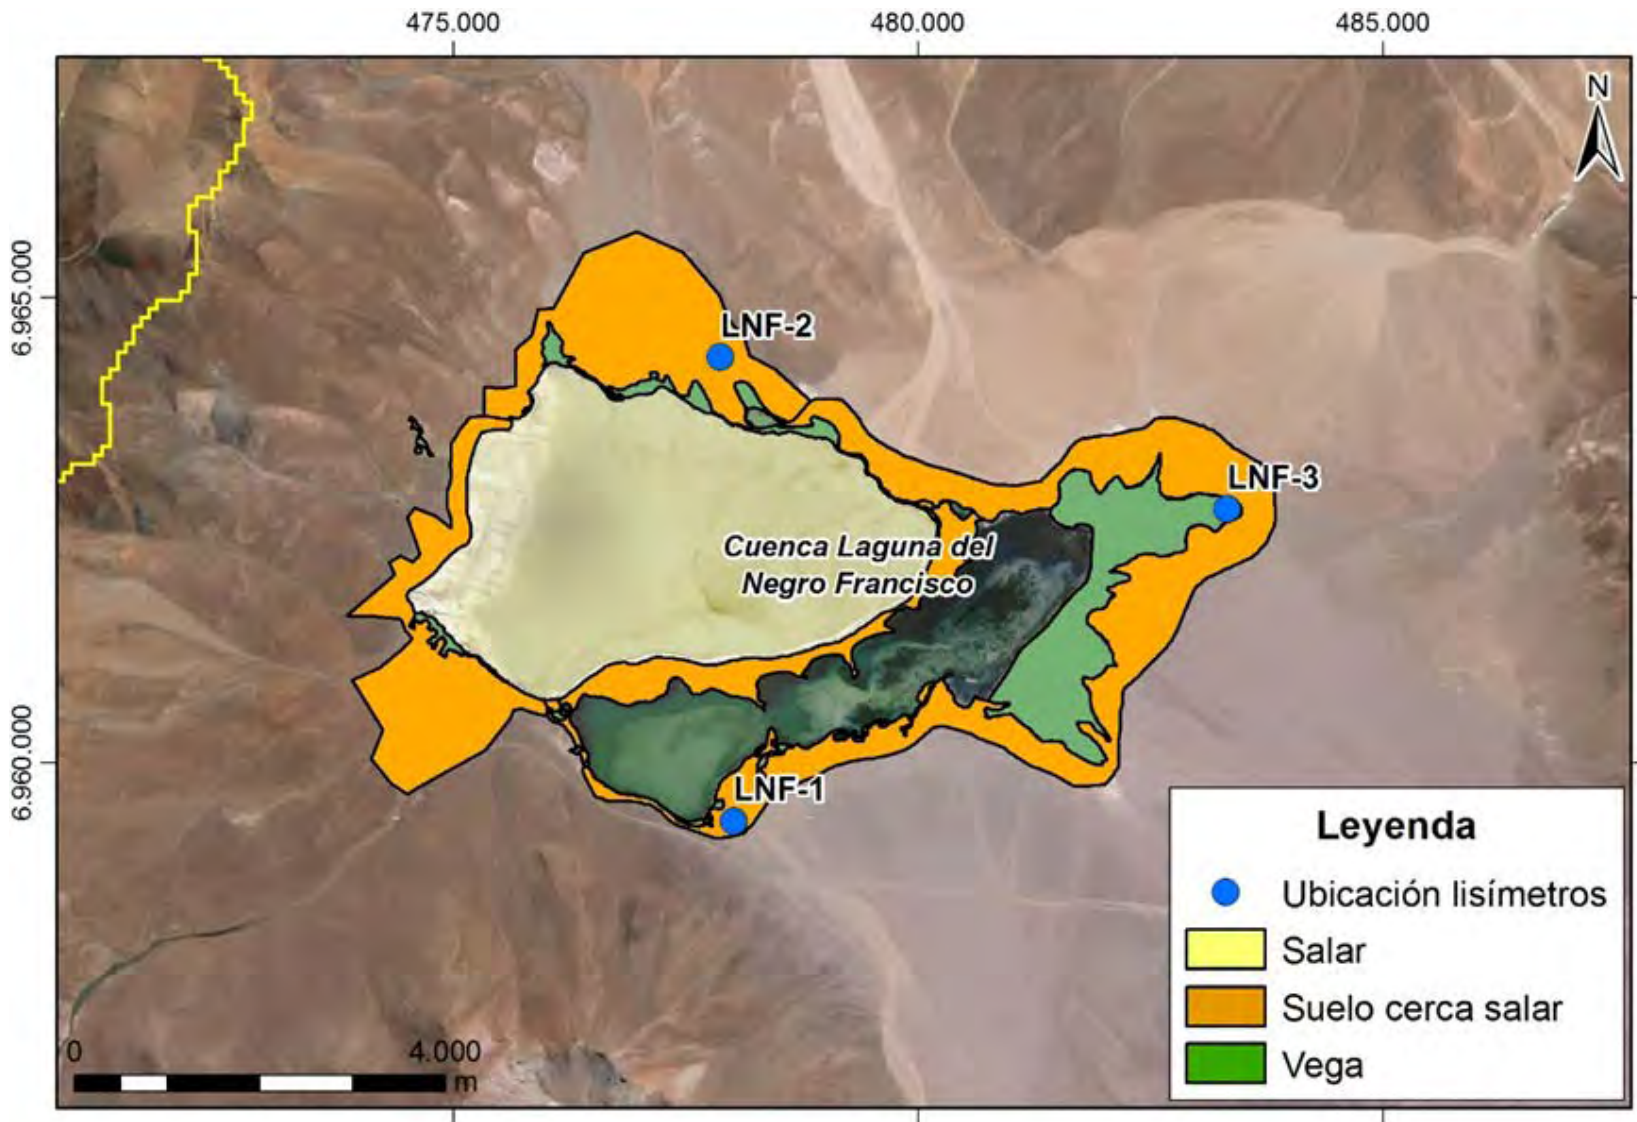 475.000
480.000
485.000
N
6.965.000
6.960.000
LNF-2
LNF-3
Cuenca Laguna del
Negro Francisco
LNF-1
Leyenda
Ubicación lisímetros
Salar
Suelo cerca salar
Vega
0
4.000
m